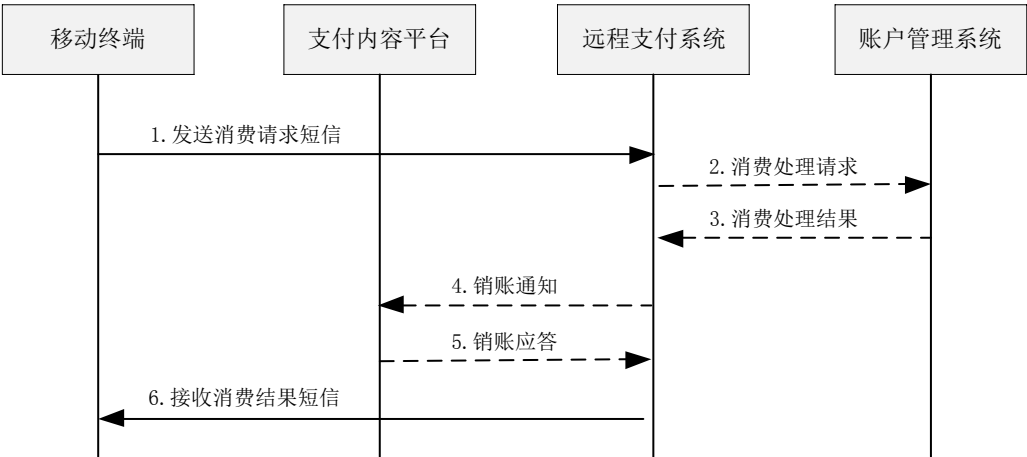 移动终端
支付内容平台
远程支付系统
账户管理系统
1.发送消费请求短信
2.消费处理请求
3.消费处理结果
4.销账通知
5.销账应答
6.接收消费结果短信